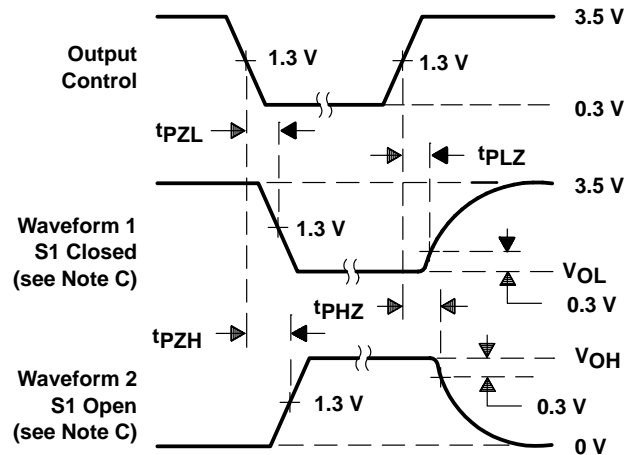 3.5 V
Output
Control
1.3 V
1.3 V
0.3 V
tPZL
tPLZ
3.5 V
Waveform 1
S1 Closed
(see Note C)
1.3 V
VOL
0.3 V
tPHZ
tPZH
VOH
Waveform 2
S1 Open
(see Note C)
1.3 V
0.3 V
0 V